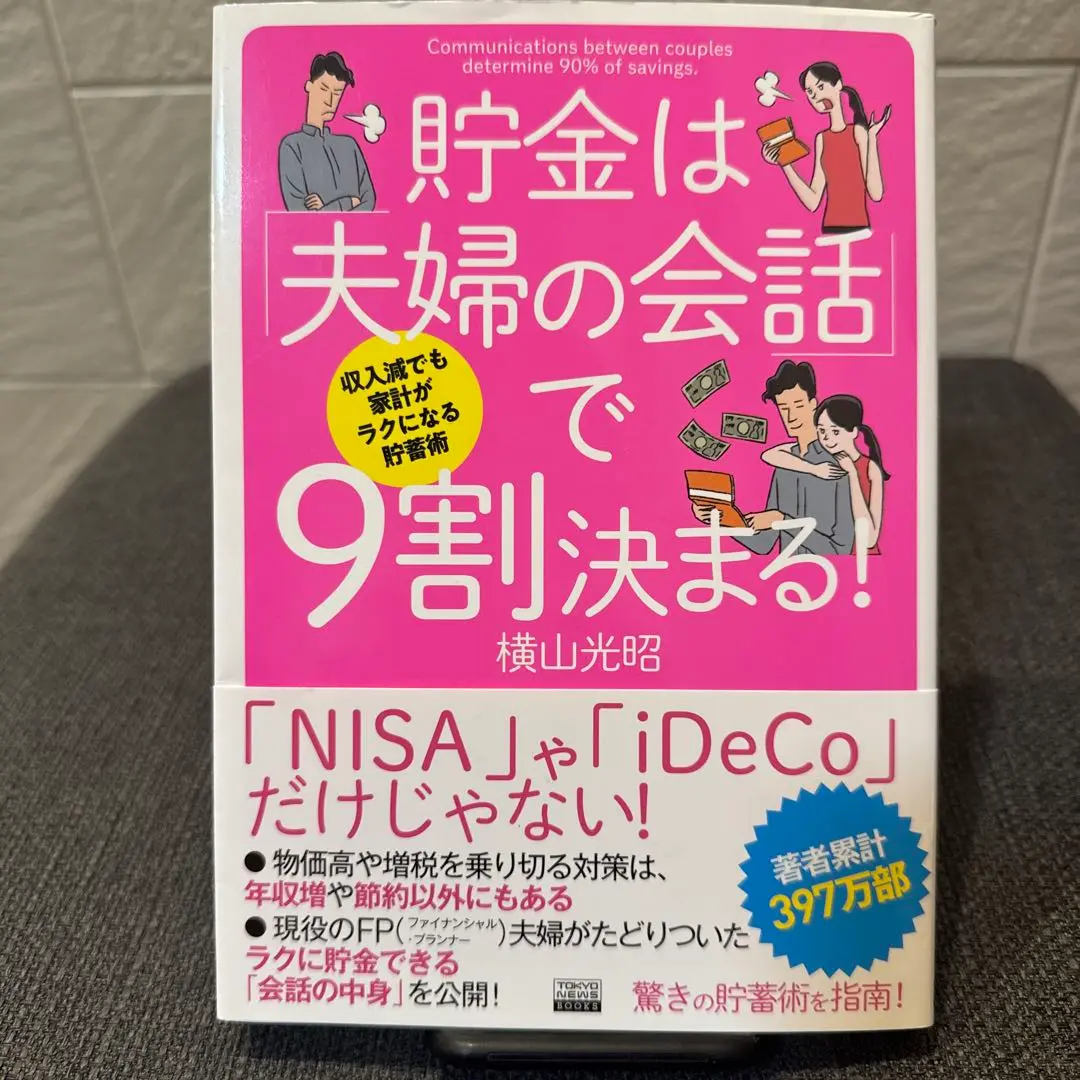 Communications between couples
determine 90% of savings.
貯金は
「夫婦の会話」
で
9割決まる!
収入減でも
家計が
ラクになる
貯蓄術
横山光昭
「NISA」や「iDeCo」
だけじゃない!
●物価高や増税を乗り切る対策は、
年収増や節約以外にもある
●現役のFP(ファイナンシャル・プランナー)夫婦がたどりついた
ラクに貯金できる
「会話の中身」を公開!
著者累計
397万部
TOKYO
NEWS
BOOKS
驚きの貯蓄術を指南!